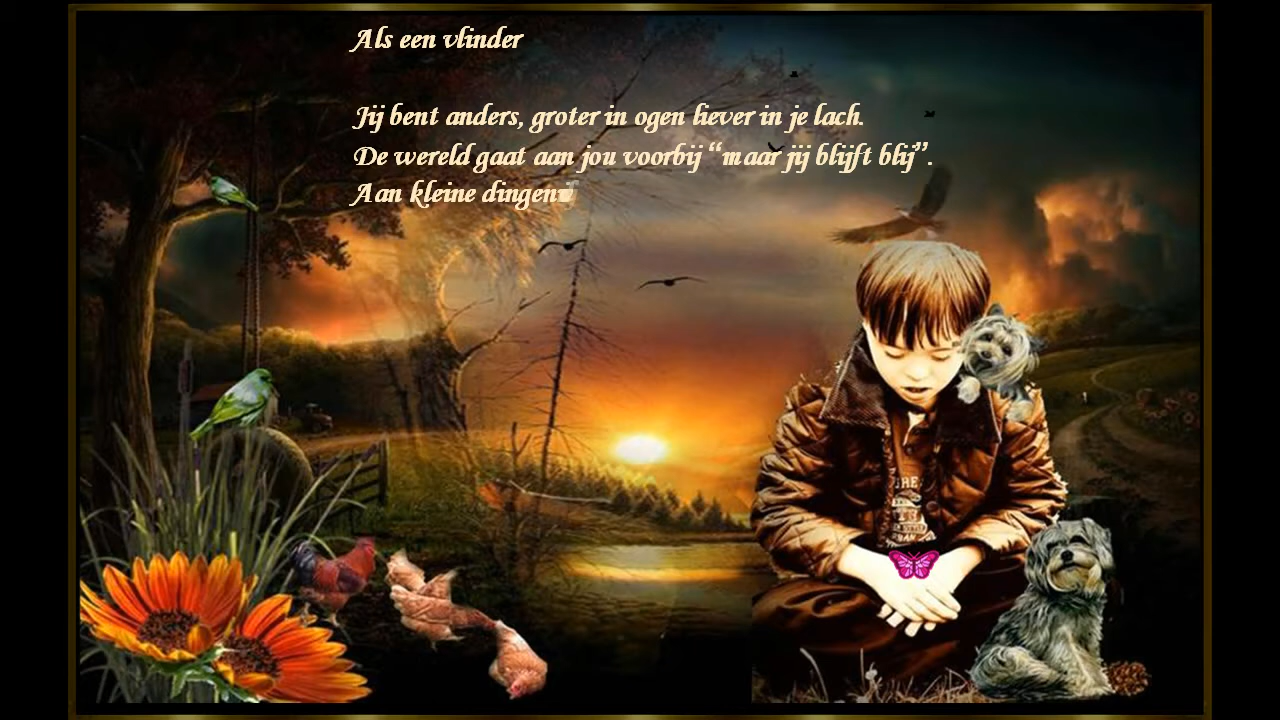 Als een vlinder
Jij bent anders, groter in ogen liever in je lach.
De wereld gaat aan jou voorbij “maar jij blijft blij”.
Aan kleine dingen